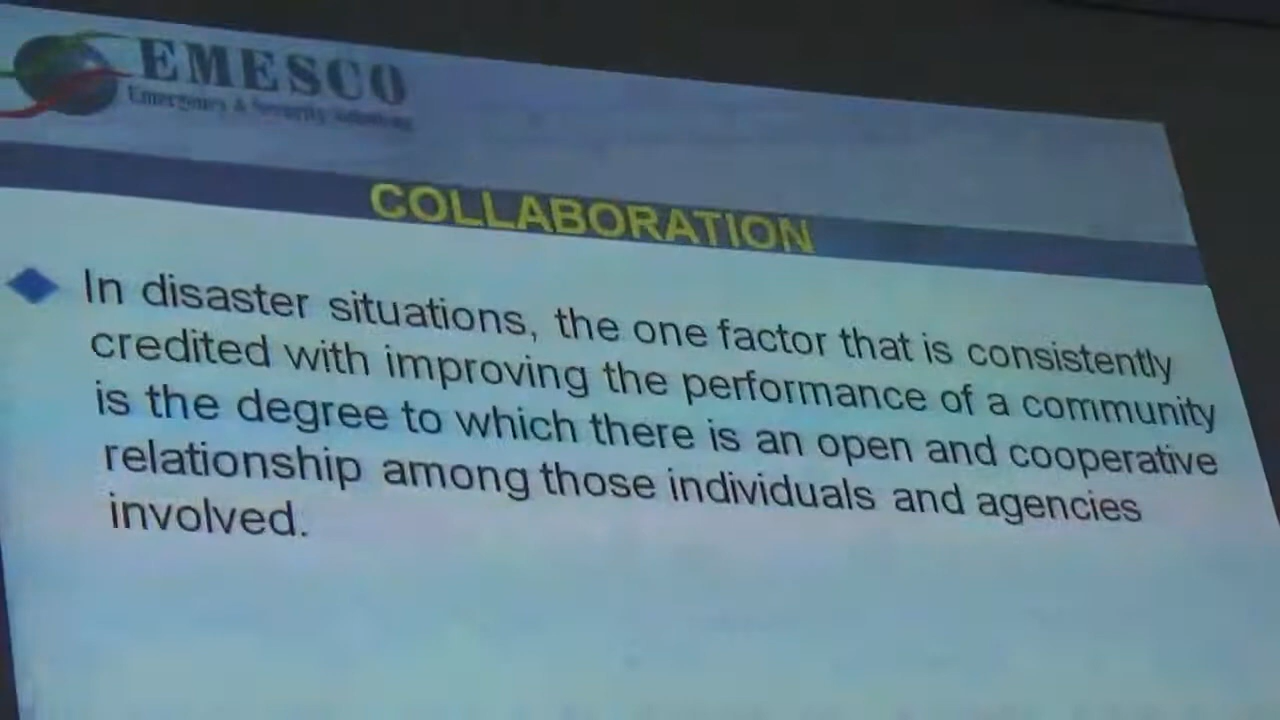 EMESCO
Emergency & Security Solutions
COLLABORATION
In disaster situations, the one factor that is consistently
credited with improving the performance of a community
is the degree to which there is an open and cooperative
relationship among those individuals and agencies
involved.